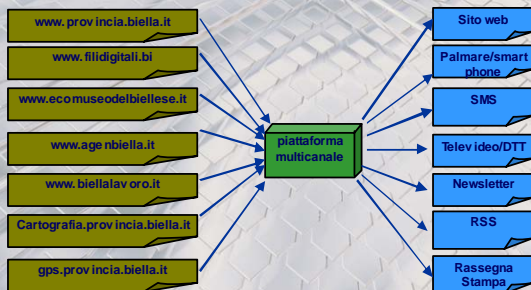 www.provincia.biella.it
www.filidigitali.bi
www.ecomuseodelbiellese.it
www.agenbiella.it
www.biellalavoro.it
Cartografia.provincia.biella.it
gps.provincia.biella.it
piattaforma
multicanale
Sito web
Palmare/smart
phone
SMS
Televideo/DTT
Newsletter
RSS
Rassegna
Stampa